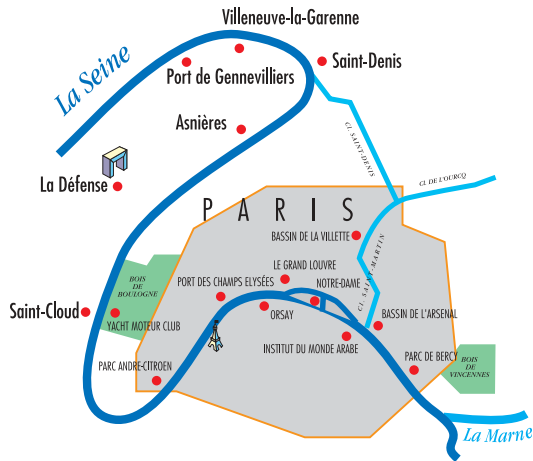 Villeneuve-la-Garenne
La Seine
Port de Gennevilliers
Saint-Denis
Asnières
CL. SAINT-DENIS
La Défense
CL DE L'OURCQ
PARIS
BASSIN DE LA VILLETTE
CL. SAINT-MARTIN
LE GRAND LOUVRE
BOIS
DE
BOULOGNE
PORT DES CHAMPS ELYSÉES
NOTRE-DAME
Saint-Cloud
YACHT MOTEUR CLUB
ORSAY
BASSIN DE L'ARSENAL
INSTITUT DU MONDE ARABE
PARC ANDRE-CITROEN
PARC DE BERCY
BOIS
DE
VINCENNES
La Marne